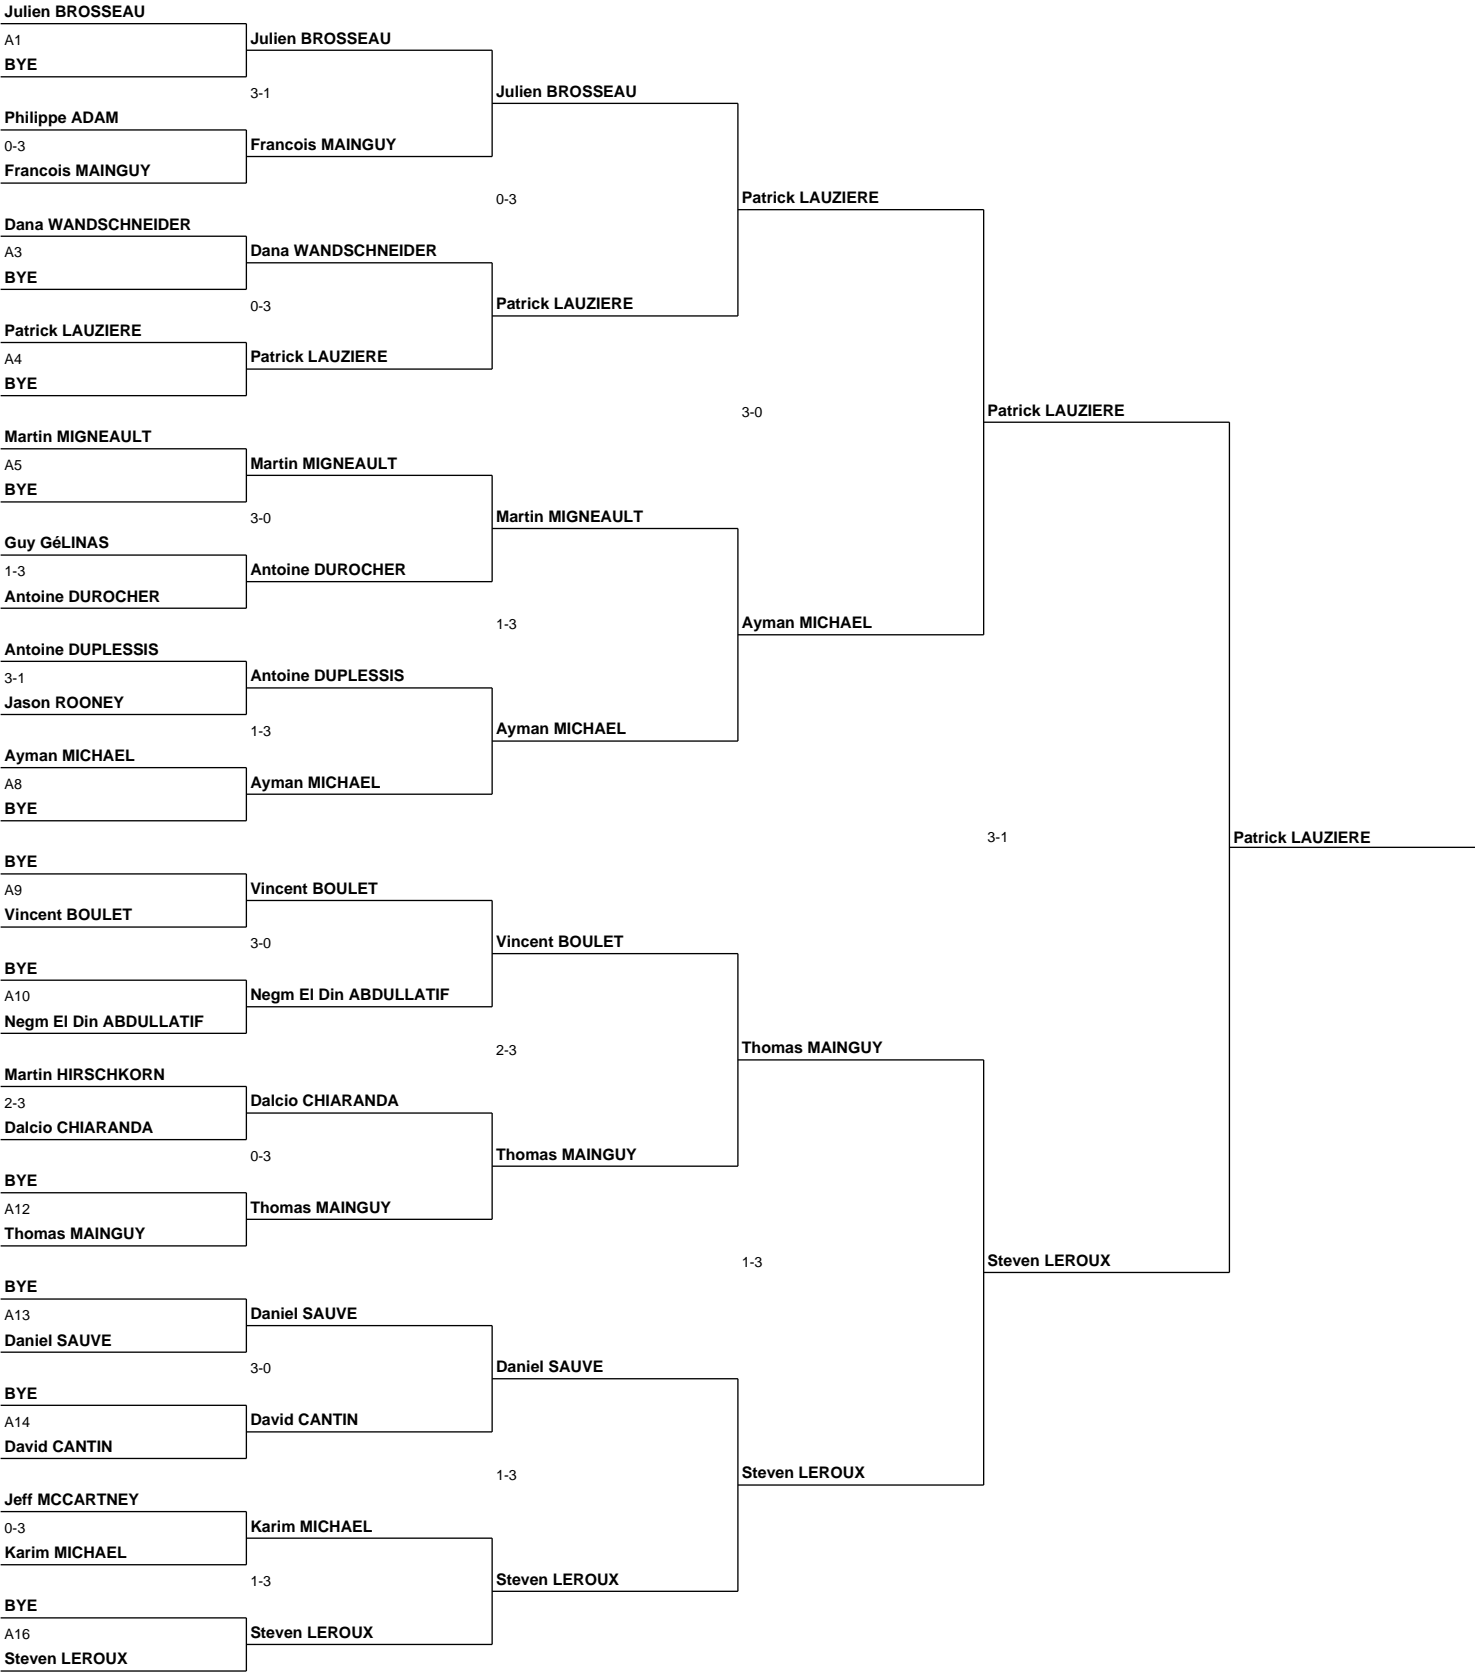 Julien BROSSEAU
A1
BYE
Philippe ADAM
0-3
Francois MAINGUY
Dana WANDSCHNEIDER
A3
BYE
Patrick LAUZIERE
A4
BYE
Martin MIGNEAULT
A5
BYE
Guy GéLINAS
1-3
Antoine DUROCHER
Antoine DUPLESSIS
3-1
Jason ROONEY
Ayman MICHAEL
A8
BYE
BYE
A9
Vincent BOULET
BYE
A10
Negm El Din ABDULLATIF
Martin HIRSCHKORN
2-3
Dalcio CHIARANDA
BYE
A12
Thomas MAINGUY
BYE
A13
Daniel SAUVE
BYE
A14
David CANTIN
Jeff MCCARTNEY
0-3
Karim MICHAEL
BYE
A16
Steven LEROUX
Julien BROSSEAU
3-1
Francois MAINGUY
Dana WANDSCHNEIDER
0-3
Patrick LAUZIERE
Martin MIGNEAULT
3-0
Antoine DUROCHER
Antoine DUPLESSIS
1-3
Ayman MICHAEL
Vincent BOULET
3-0
Negm El Din ABDULLATIF
Dalcio CHIARANDA
0-3
Thomas MAINGUY
Daniel SAUVE
3-0
David CANTIN
Karim MICHAEL
1-3
Steven LEROUX
Julien BROSSEAU
0-3
Patrick LAUZIERE
Martin MIGNEAULT
1-3
Ayman MICHAEL
Vincent BOULET
2-3
Thomas MAINGUY
Daniel SAUVE
1-3
Steven LEROUX
Patrick LAUZIERE
3-0
Ayman MICHAEL
Thomas MAINGUY
1-3
Steven LEROUX
Patrick LAUZIERE
3-1
Steven LEROUX
Patrick LAUZIERE